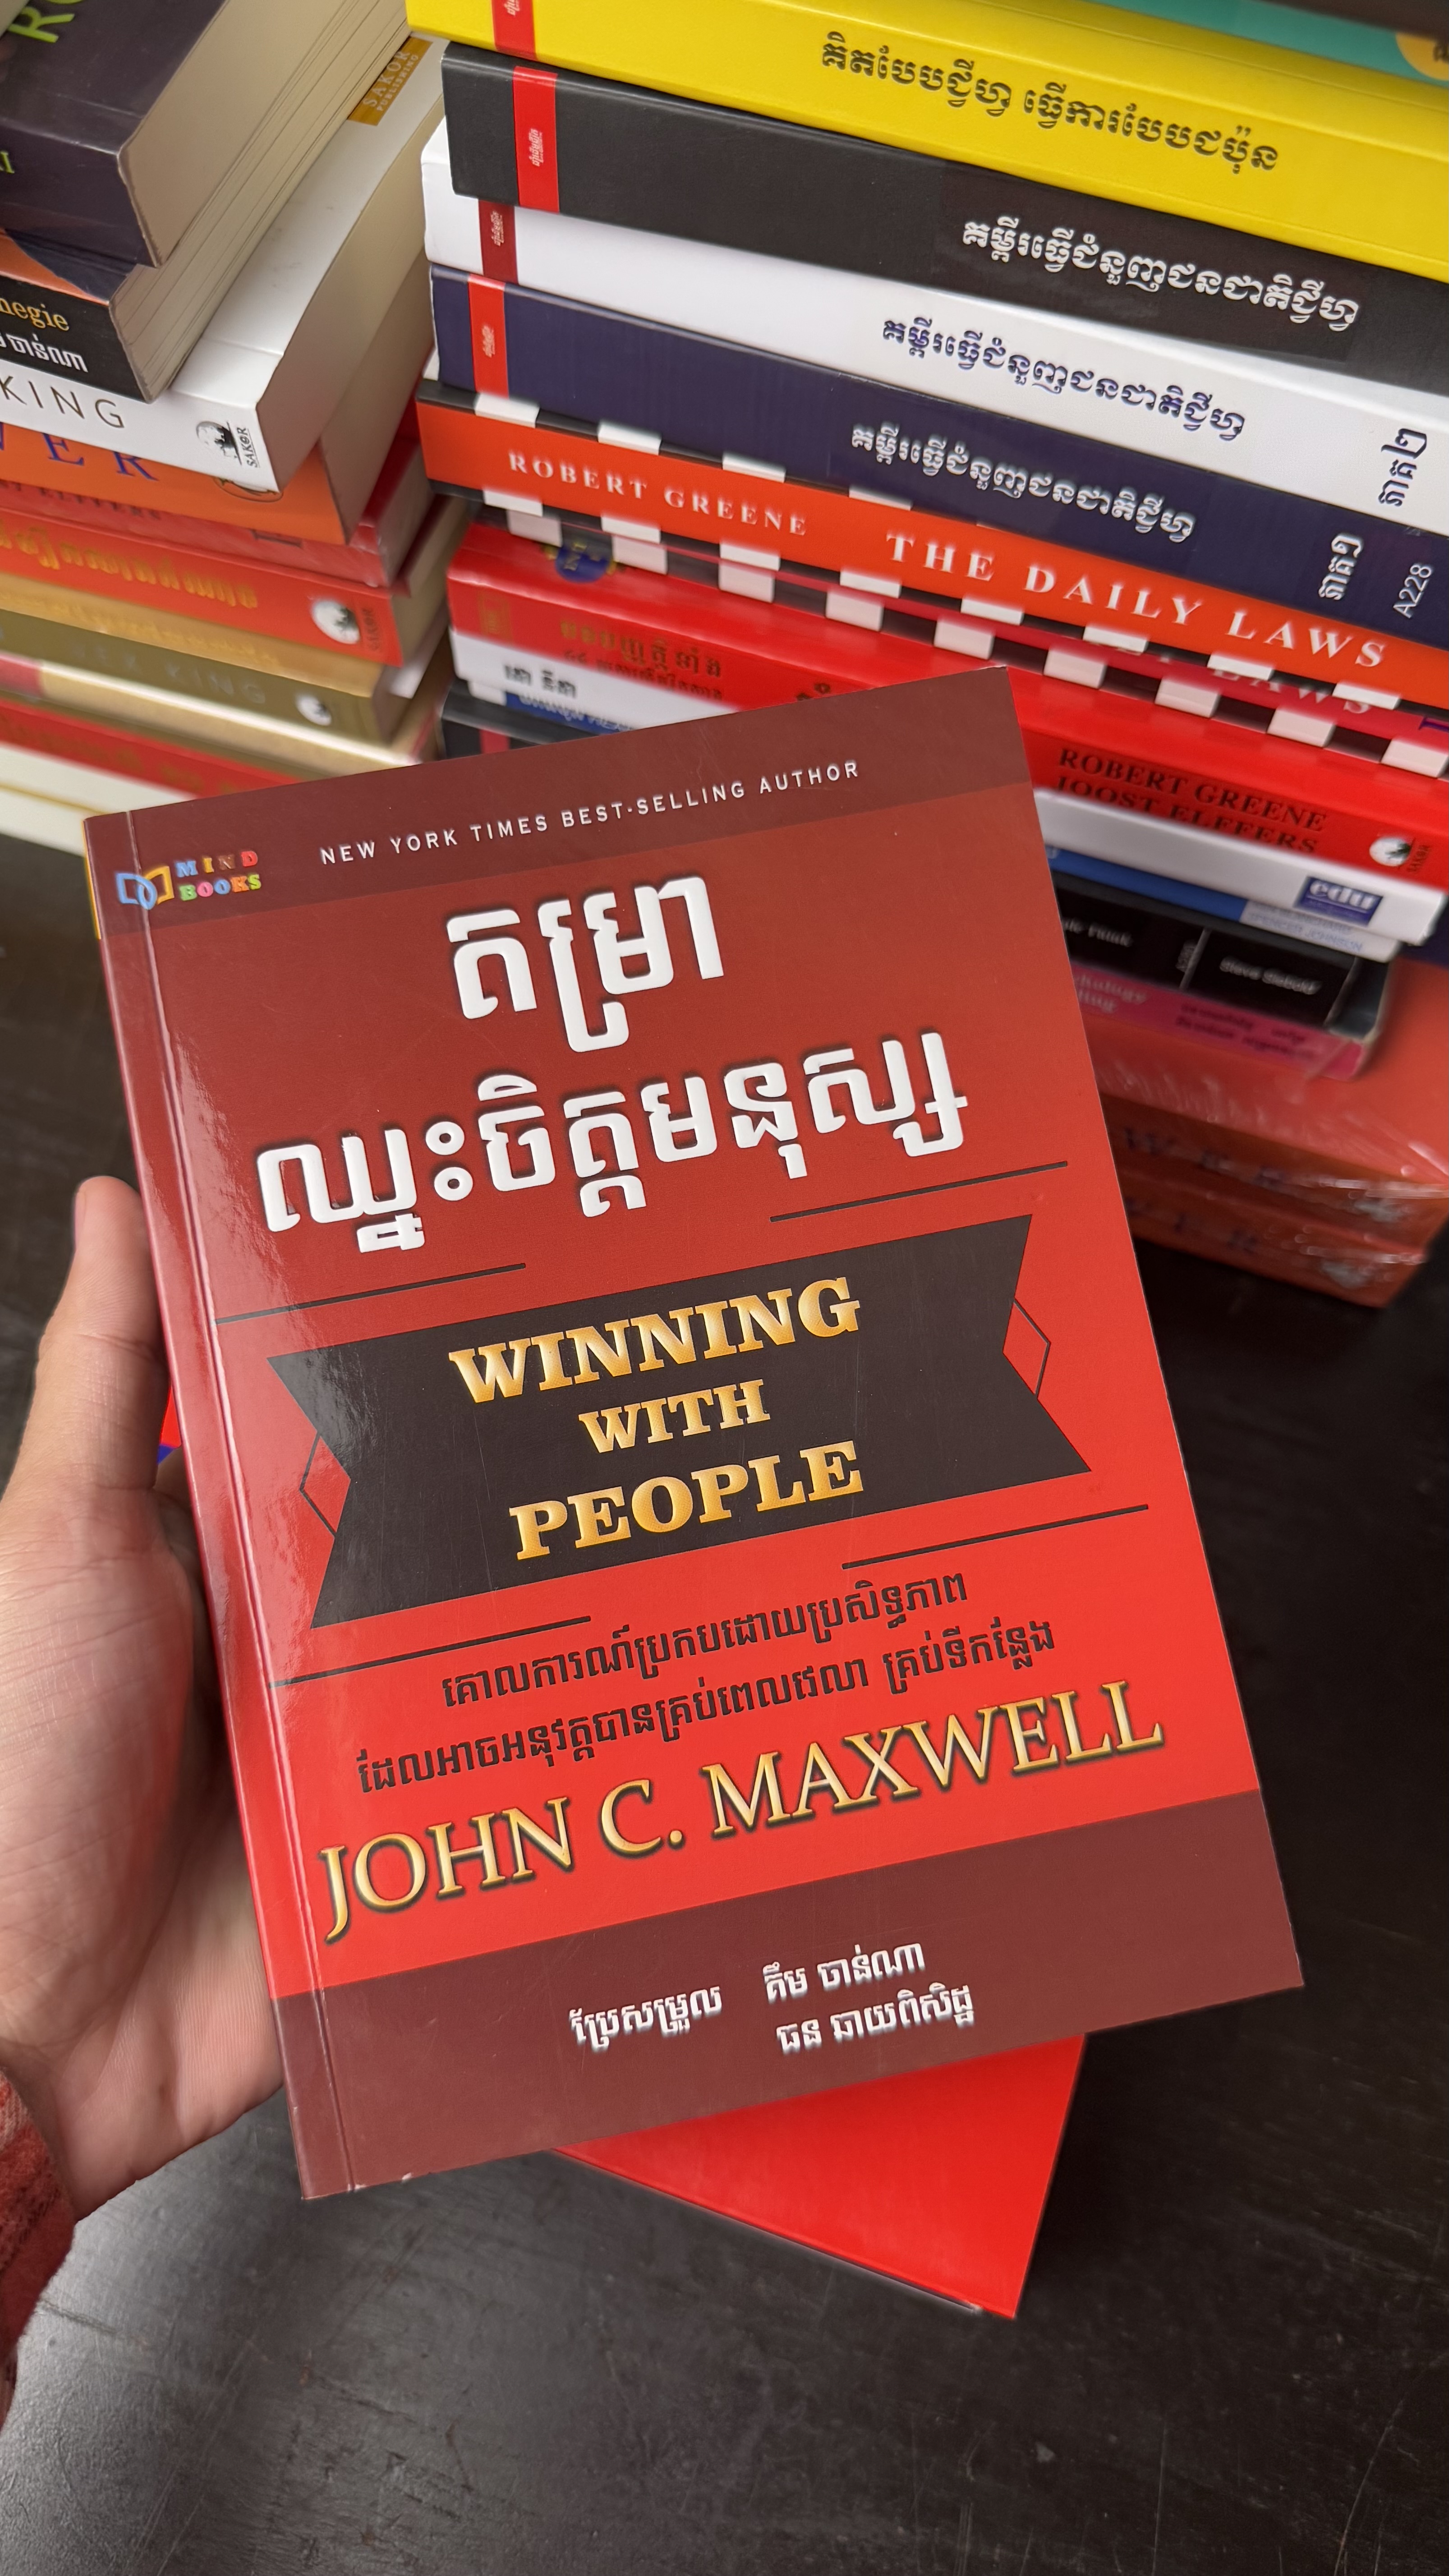 គិតបែបជ្វីហ្វ ធ្វើការបែបជប៉ុន
គម្ពីរធ្វើជំនួញជនជាតិជ្វីហ្វ
គម្ពីរធ្វើជំនួញជនជាតិជ្វីហ្វ
ភាគ២
គម្ពីរធ្វើជំនួញជនជាតិជ្វីហ្វ
ភាគ១
A228
ROBERT GREENE THE DAILY LAWS
ROBERT GREENE
JOOST ELFFERS
edu
SAKOR
PUBLISHING
KING
SAKOR
MIND
BOOKS
NEW YORK TIMES BEST-SELLING AUTHOR
តម្រា
ឈ្នះចិត្តមនុស្ស
WINNING
WITH
PEOPLE
គោលការណ៍ប្រកបដោយប្រសិទ្ធភាព
ដែលអាចអនុវត្តបានគ្រប់ពេលវេលា គ្រប់ទីកន្លែង
JOHN C. MAXWELL
ប្រែសម្រួល គឹម ចាន់ណា
ធន ឆាយពិសិដ្ឋ